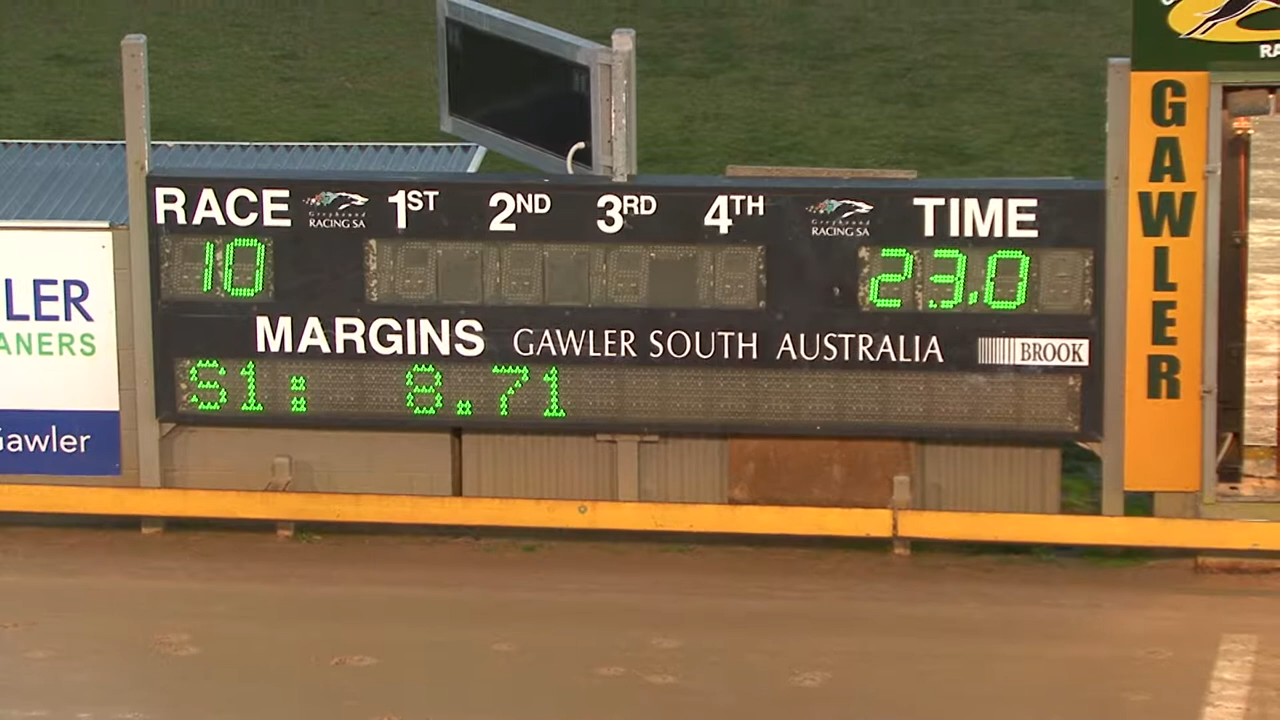 RA
GAWLER
RACE
Greyhound
RACING SA
1ST
2ND
3RD
4TH
Greyhound
RACING SA
TIME
10
23.0
MARGINS
GAWLER SOUTH AUSTRALIA
BROOK
S1: 8.71
LER
ANERS
Gawler